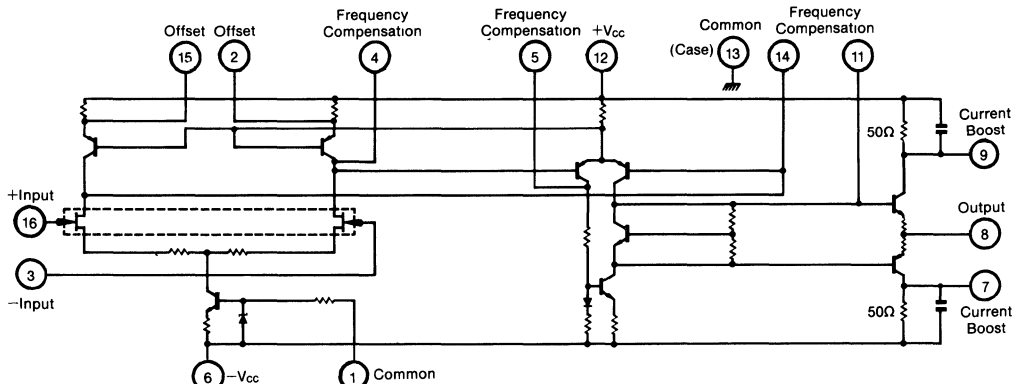 Offset Offset
15
2
Frequency
Compensation
4
Frequency
Compensation
5
+Vcc
12
Common
(Case)
13
Frequency
Compensation
14
11
50Ω
Current
Boost
9
+Input
16
Output
8
3
−Input
7
Current
Boost
50Ω
6
−Vcc
1
Common